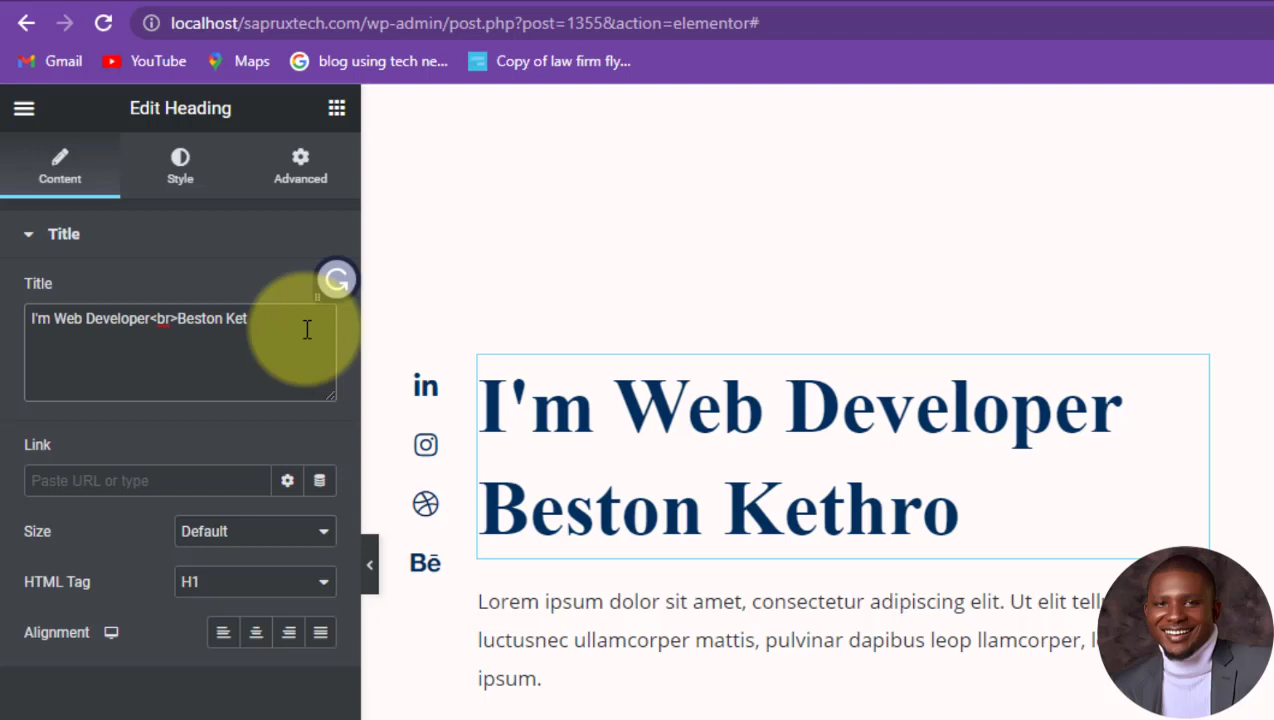 localhost/sapruxtech.com/wp-admin/post.php?post=1355&action=elementor#
Gmail YouTube Maps blog using tech ne... Copy of law firm fly...
Edit Heading
Content Style Advanced
Title
Title
I'm Web Developer<br>Beston Ket
Link
Paste URL or type
Size Default
HTML Tag H1
Alignment
in
Bē
I'm Web Developer
Beston Kethro
Lorem ipsum dolor sit amet, consectetur adipiscing elit. Ut elit
luctusnec ullamcorper mattis, pulvinar dapibus leop llamcorper,
ipsum.